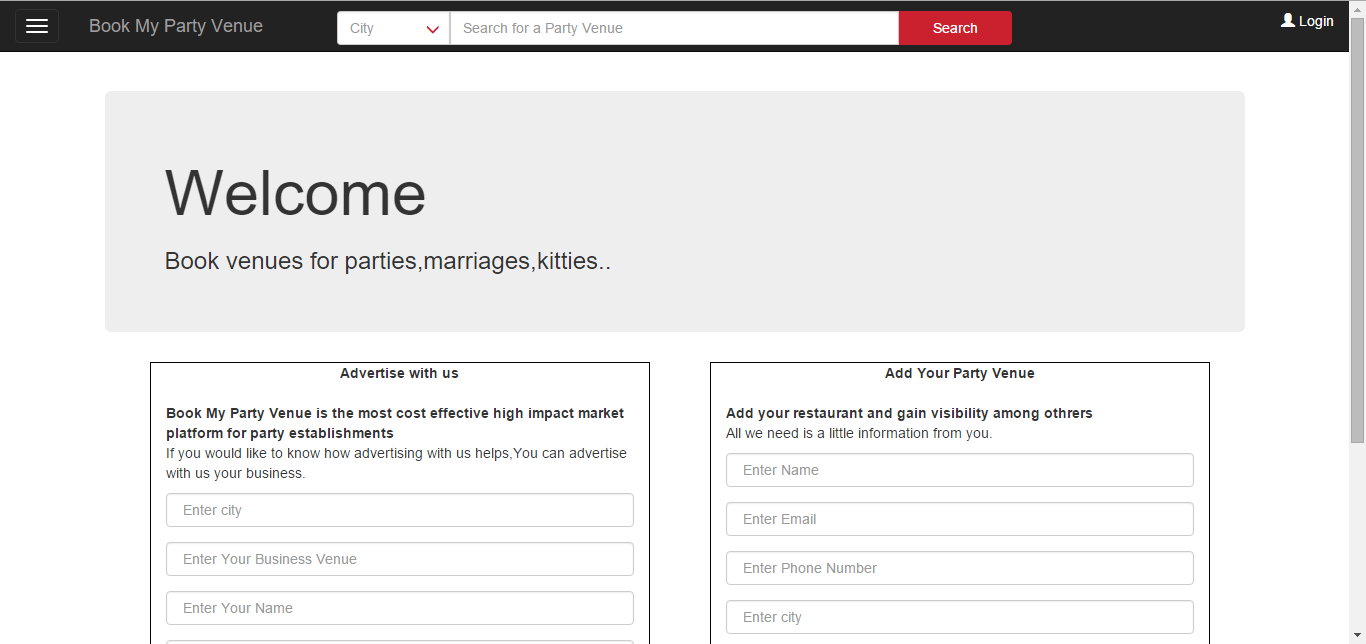 Book My Party Venue
City
Search for a Party Venue
Search
Login
Welcome
Book venues for parties,marriages,kitties..
Advertise with us
Book My Party Venue is the most cost effective high impact market
platform for party establishments
If you would like to know how advertising with us helps,You can advertise
with us your business.
Enter city
Enter Your Business Venue
Enter Your Name
Add Your Party Venue
Add your restaurant and gain visibility among othrers
All we need is a little information from you.
Enter Name
Enter Email
Enter Phone Number
Enter city